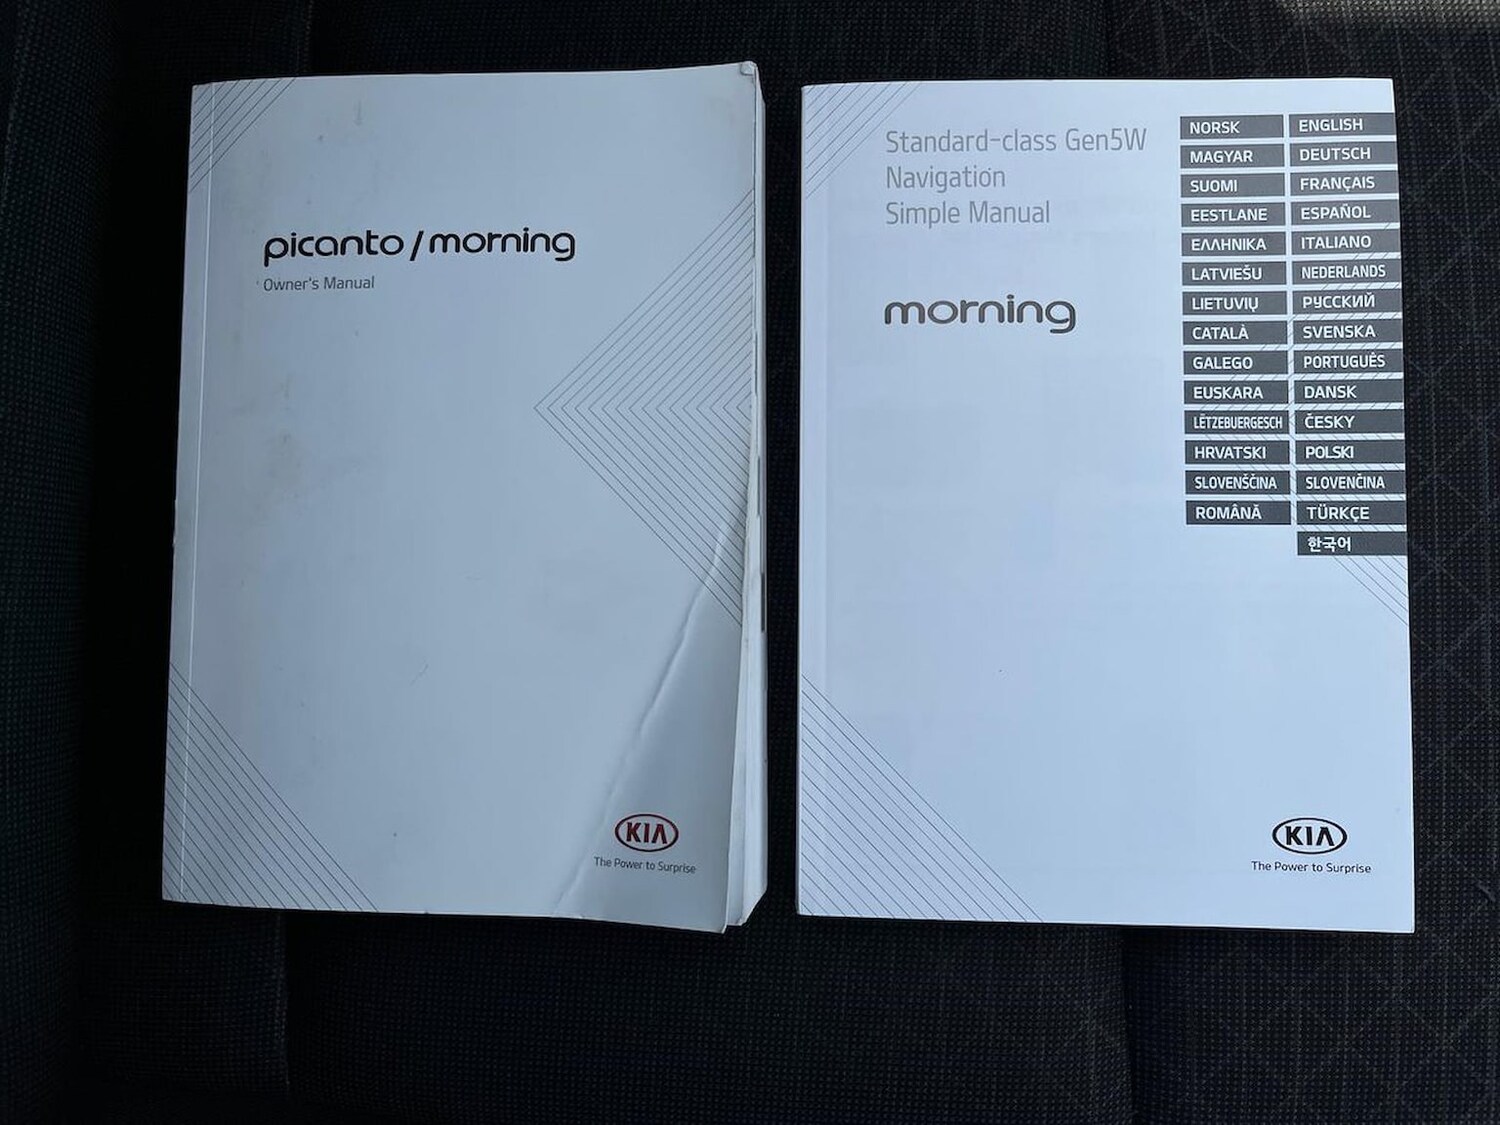 picanto / morning
Owner's Manual
KIA
The Power to Surprise
Standard-class Gen5W
Navigation
Simple Manual
morning
NORSK
MAGYAR
SUOMI
EESTLANE
ΕΛΛΗΝΙΚΑ
LATVIEŠU
LIETUVIŲ
CATALÀ
GALEGO
EUSKARA
LËTZEBUERGESCH
HRVATSKI
SLOVENŠČINA
ROMÂNĂ
ENGLISH
DEUTSCH
FRANÇAIS
ESPAÑOL
ITALIANO
NEDERLANDS
РУССКИЙ
SVENSKA
PORTUGUÊS
DANSK
ČESKY
POLSKI
SLOVENČINA
TÜRKÇE
한국어
KIA
The Power to Surprise